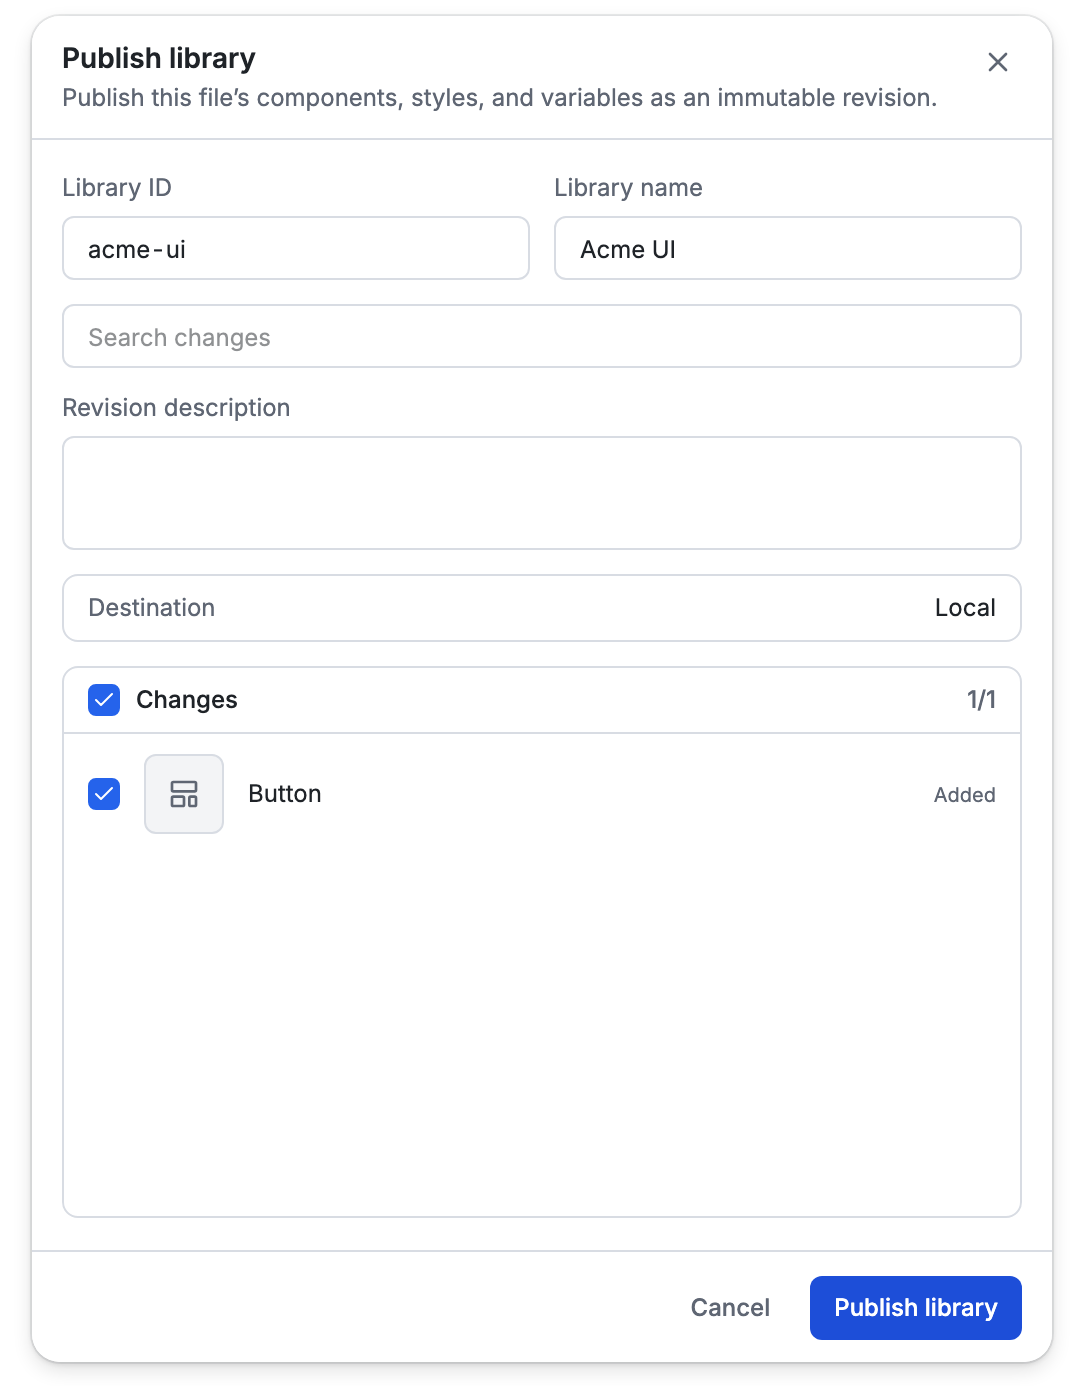 Publish library
Publish this file’s components, styles, and variables as an immutable revision.
Library ID
Library name
acme-ui
Acme UI
Search changes
Revision description
Destination
Local
Changes
1/1
Button
Added
Cancel
Publish library